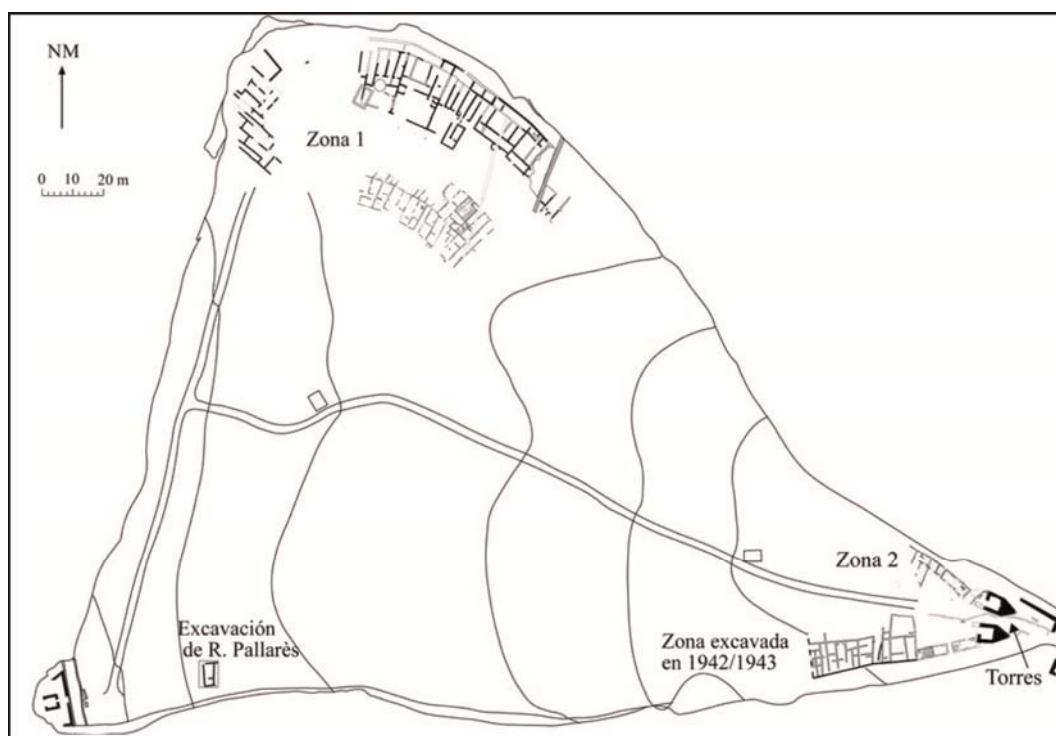 NM
Zona 1
0 10 20 m
Zona 2
Excavación
de R. Pallarès
Zona excavada
en 1942/1943
Torres